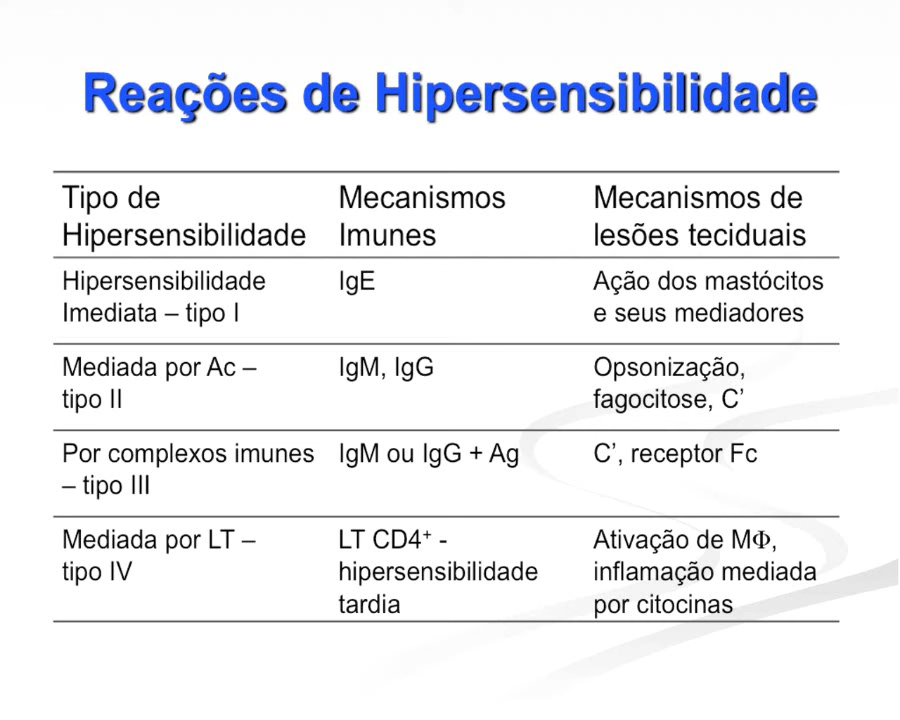 Reações de Hipersensibilidade
Tipo de Hipersensibilidade
Mecanismos Imunes
Mecanismos de lesões teciduais
Hipersensibilidade Imediata – tipo I
IgE
Ação dos mastócitos e seus mediadores
Mediada por Ac – tipo II
IgM, IgG
Opsonização, fagocitose, C’
Por complexos imunes – tipo III
IgM ou IgG + Ag
C’, receptor Fc
Mediada por LT – tipo IV
LT CD4⁺ - hipersensibilidade tardia
Ativação de MΦ, inflamação mediada por citocinas